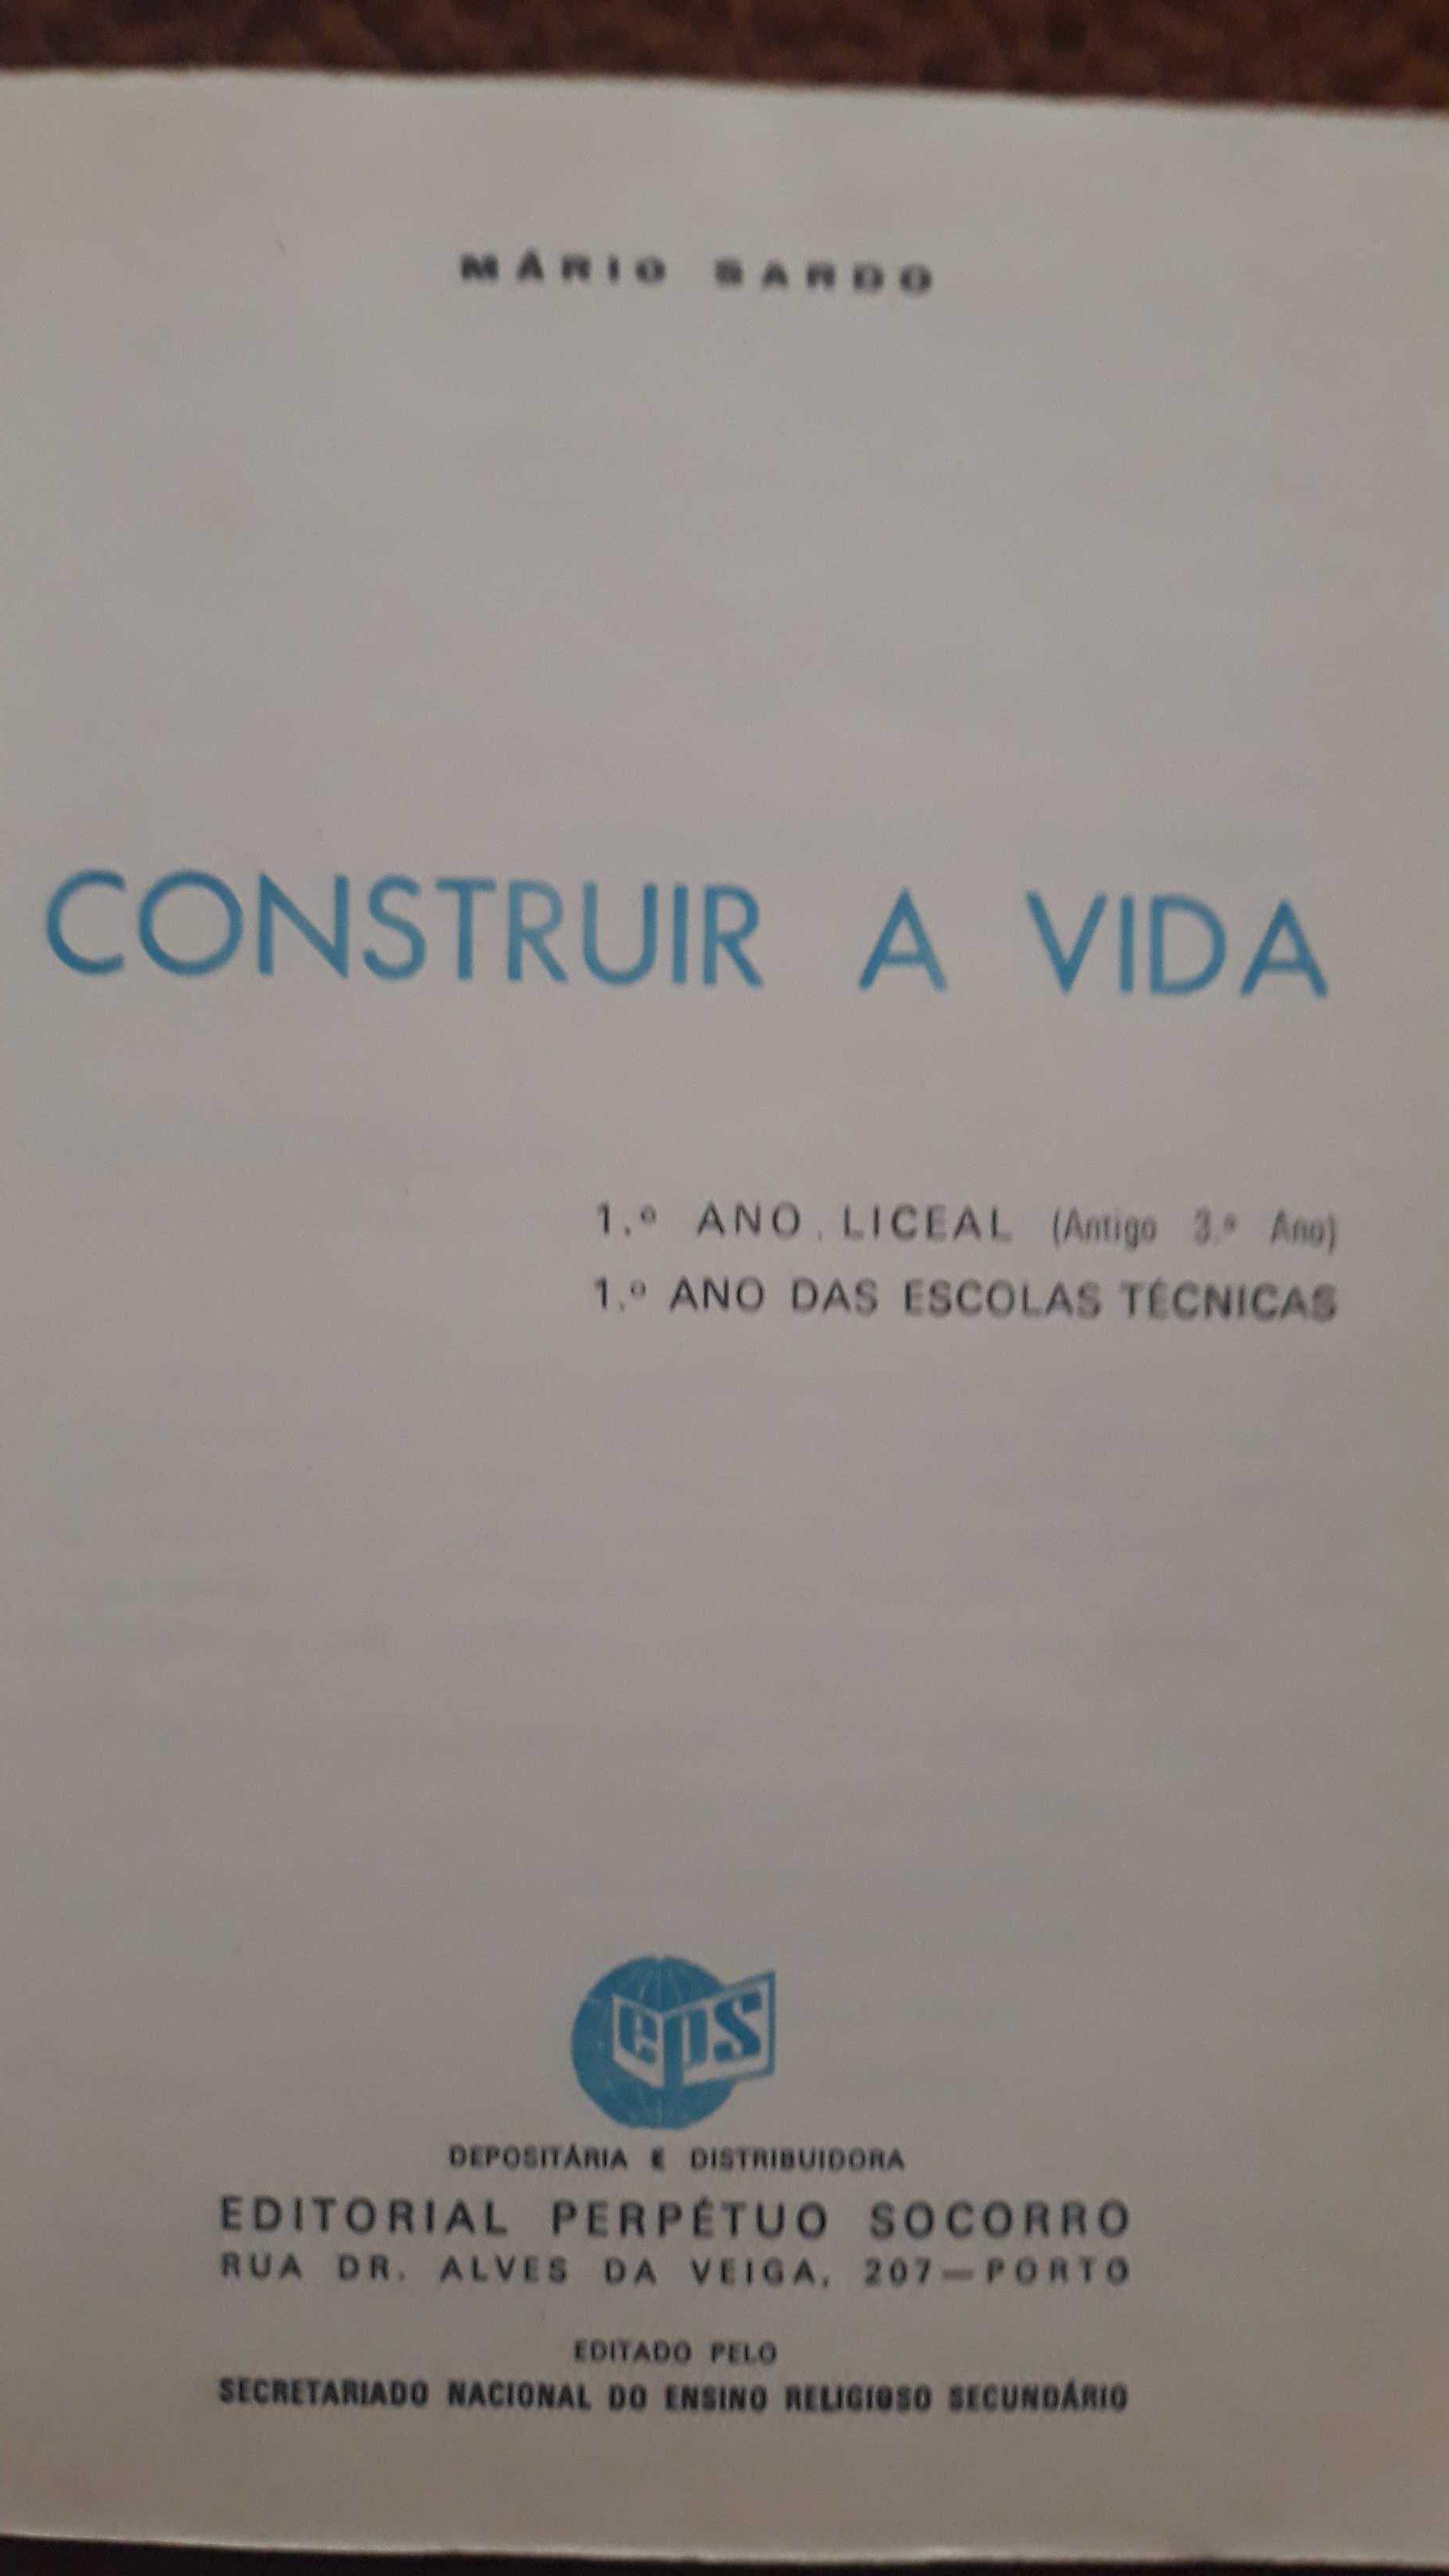 MÁRIO SARDO
CONSTRUIR A VIDA
1.º ANO LICEAL (Antigo 3.º Ano)
1.º ANO DAS ESCOLAS TÉCNICAS
eps
DEPOSITÁRIA E DISTRIBUIDORA
EDITORIAL PERPÉTUO SOCORRO
RUA DR. ALVES DA VEIGA, 207—PORTO
EDITADO PELO
SECRETARIADO NACIONAL DO ENSINO RELIGIOSO SECUNDÁRIO